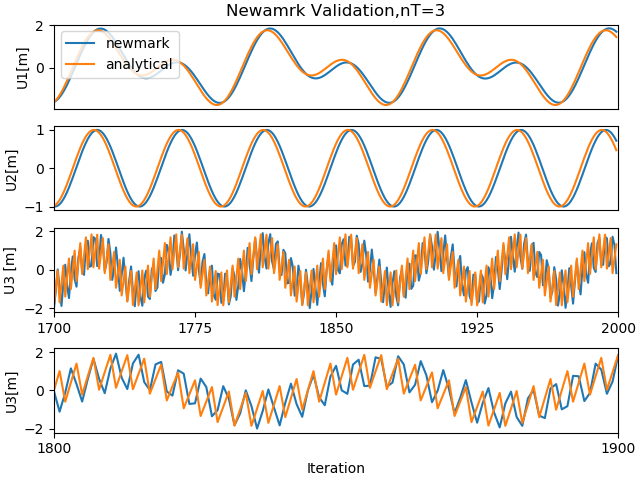 Newamrk Validation,nT=3
2
0
U1[m]
newmark
analytical
1
0
−1
U2[m]
2
0
−2
U3 [m]
1700
1775
1850
1925
2000
2
0
−2
U3[m]
1800
1900
Iteration